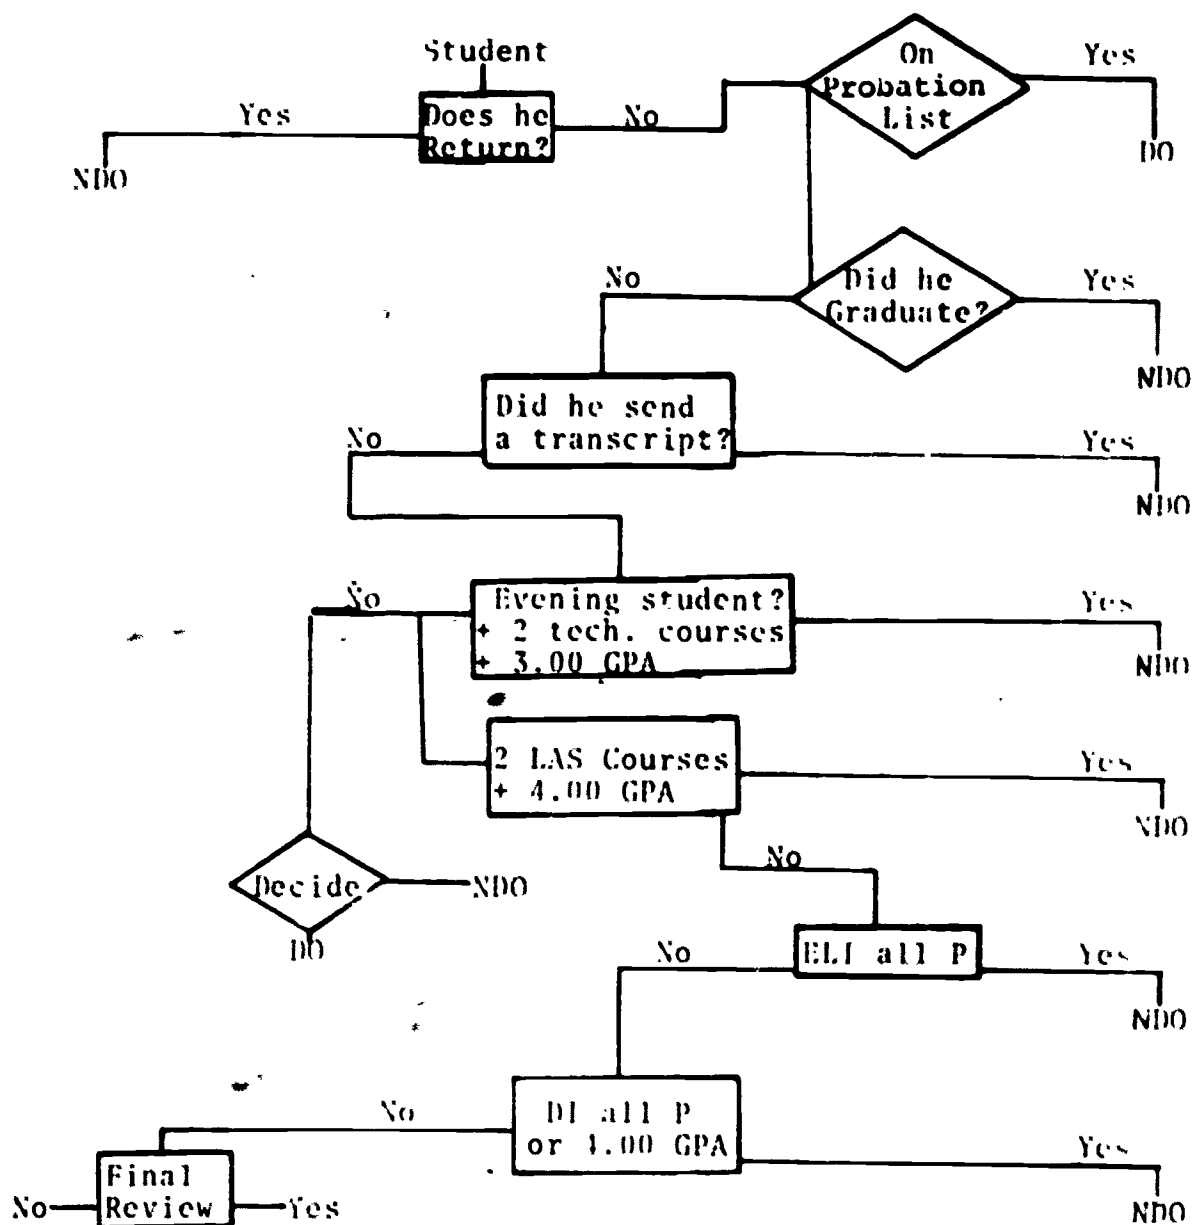 Student
Does he
Return?
Yes
No
NDO
On
Probation
List
Yes
DO
Did he
Graduate?
No
Yes
NDO
Did he send
a transcript?
No
Yes
NDO
Evening student?
+ 2 tech. courses
+ 3.00 GPA
No
Yes
NDO
2 LAS Courses
+ 4.00 GPA
Yes
NDO
No
Decide
NDO
DO
ELI all P
No
Yes
NDO
DI all P
or 4.00 GPA
No
Yes
NDO
Final
Review
No
Yes